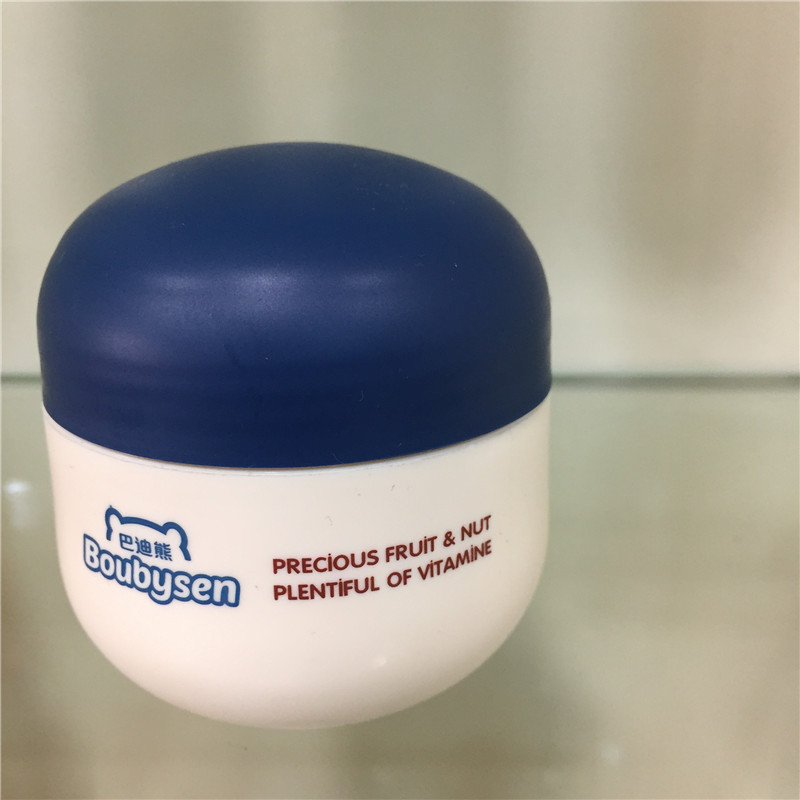 巴迪熊
Boubysen
PRECiOUS FRUiT & NUT
PLENTiFUL OF ViTAMiNE